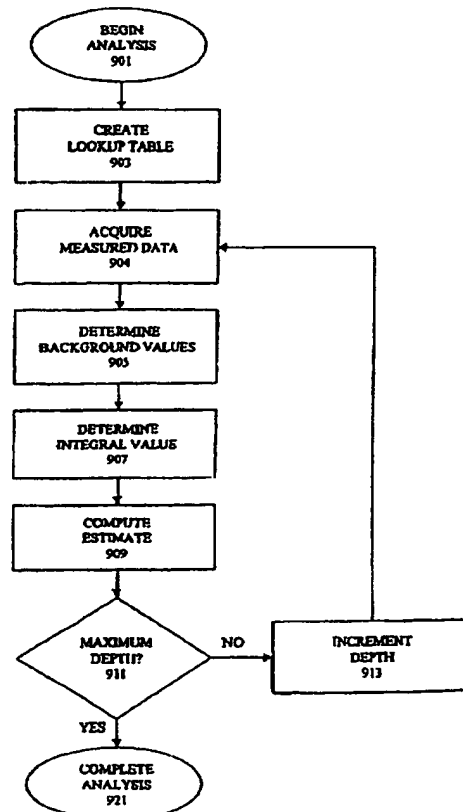 BEGIN
ANALYSIS
901
CREATE
LOOKUP TABLE
903
ACQUIRE
MEASURED DATA
904
DETERMINE
BACKGROUND VALUES
905
DETERMINE
INTEGRAL VALUE
907
COMPUTE
ESTIMATE
909
MAXIMUM
DEPTH?
911
NO
INCREMENT
DEPTH
913
YES
COMPLETE
ANALYSIS
921